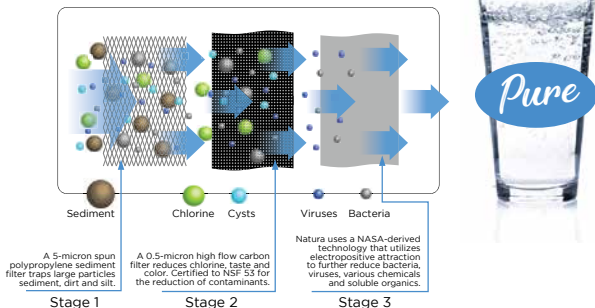 Pure
Sediment
Chlorine
Cysts
Viruses
Bacteria
A 5-micron spun
polypropylene sediment
filter traps large particles
sediment, dirt and silt.
Stage 1
A 0.5-micron high flow carbon
filter reduces chlorine, taste and
color. Certified to NSF 53 for
the reduction of contaminants.
Stage 2
Natura uses a NASA-derived
technology that utilizes
electropositive attraction
to further reduce bacteria,
viruses, various chemicals
and soluble organics.
Stage 3